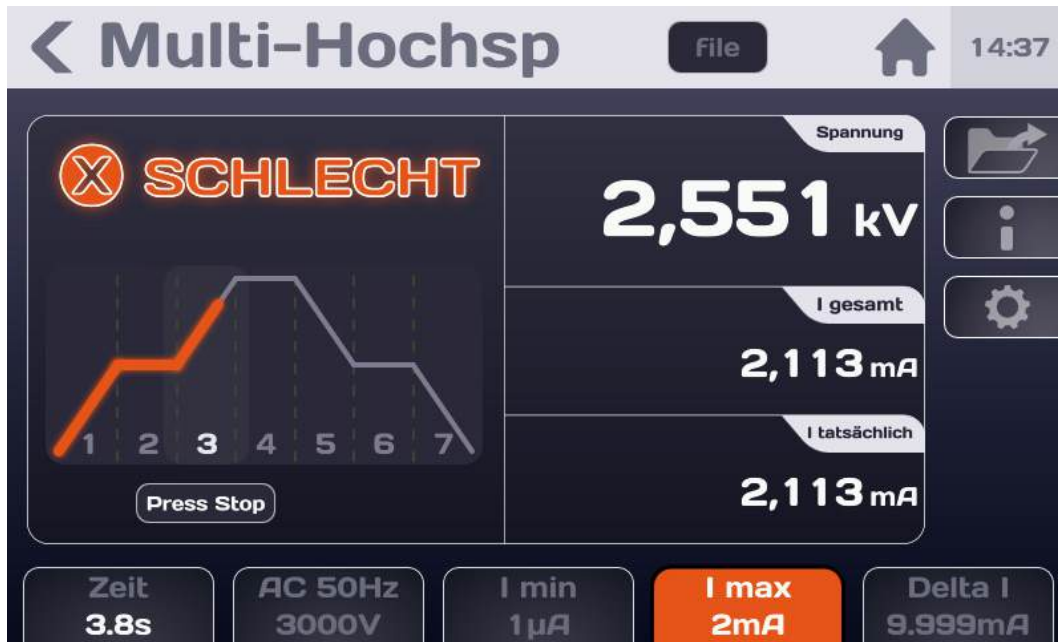 Multi-Hochsp
File
14:37
X SCHLECHT
Spannung
2,551 kV
I gesamt
2,113 mA
I tatsächlich
2,113 mA
1 2 3 4 5 6 7
Press Stop
Zeit
3.8s
AC 50Hz
3000V
I min
1µA
I max
2mA
Delta I
9.999mA